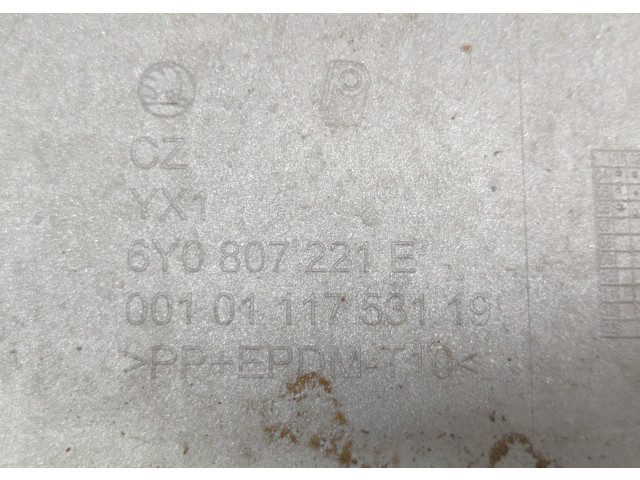 CZ
YX1
6Y0 807 221 E
001 01 117 531 19
>PP+EPDM-T10<